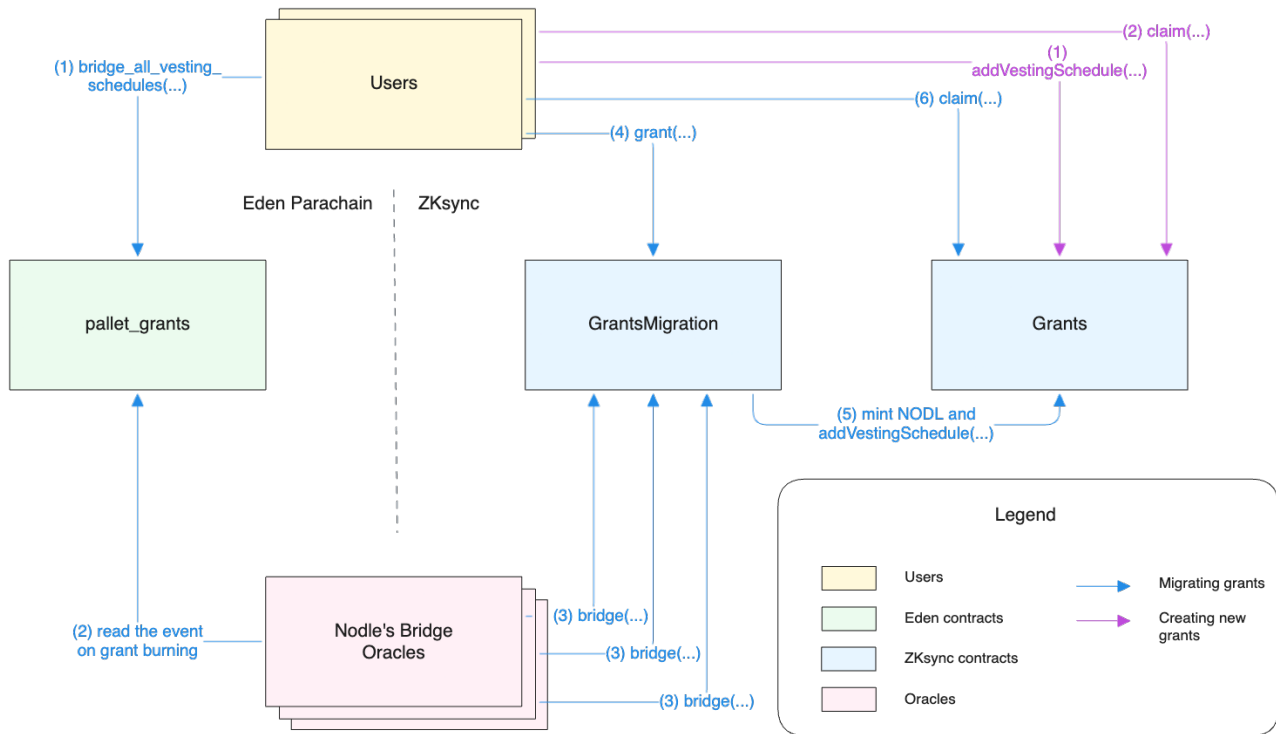 (2) claim(...)
(1) bridge_all_vesting_
schedules(...)
Users
(1)
addVestingSchedule(...)
(6) claim(...)
(4) grant(...)
Eden Parachain
ZKsync
pallet_grants
GrantsMigration
Grants
(5) mint NODL and
addVestingSchedule(...)
(2) read the event
on grant burning
Nodle's Bridge
Oracles
(3) bridge(...)
(3) bridge(...)
(3) bridge(...)
Legend
Users
Eden contracts
ZKsync contracts
Oracles
Migrating grants
Creating new
grants